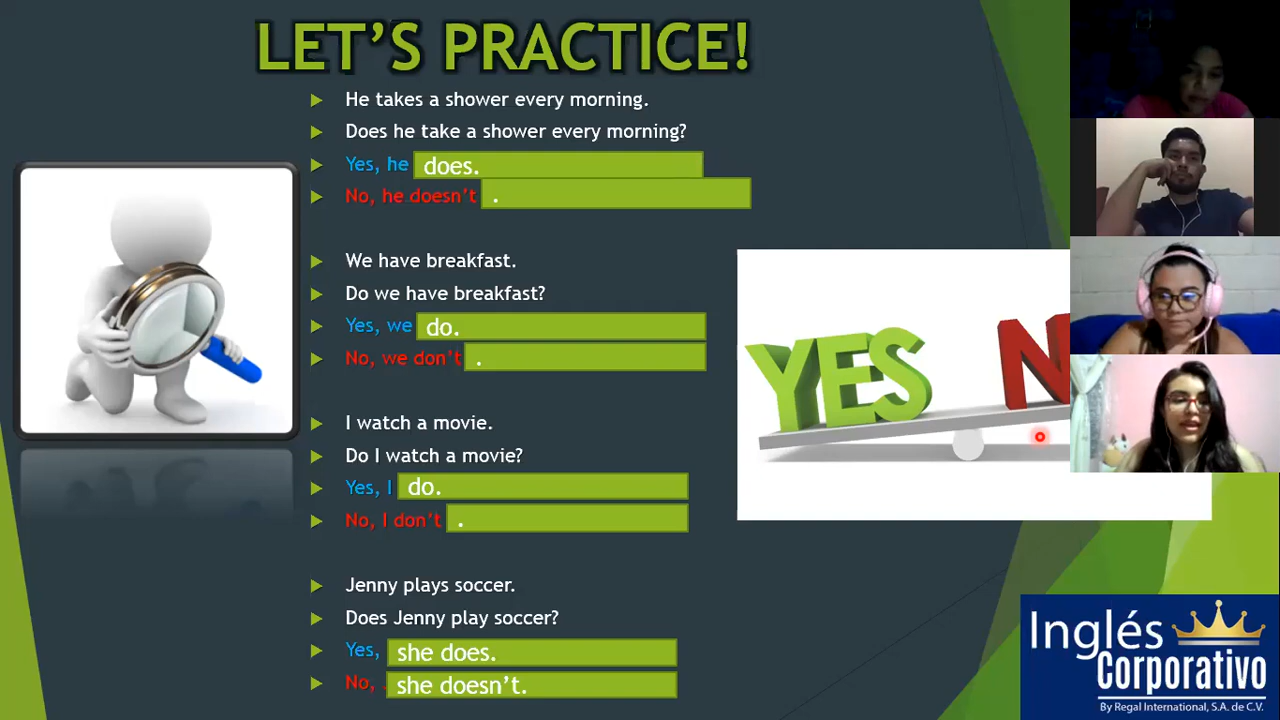 LET'S PRACTICE!
He takes a shower every morning.
Does he take a shower every morning?
Yes, he does.
No, he doesn't .
We have breakfast.
Do we have breakfast?
Yes, we do.
No, we don't .
I watch a movie.
Do I watch a movie?
Yes, I do.
No, I don't .
Jenny plays soccer.
Does Jenny play soccer?
Yes, she does.
No, she doesn't.
YES N
Inglés
Corporativo
By Regal International, S.A. de C.V.